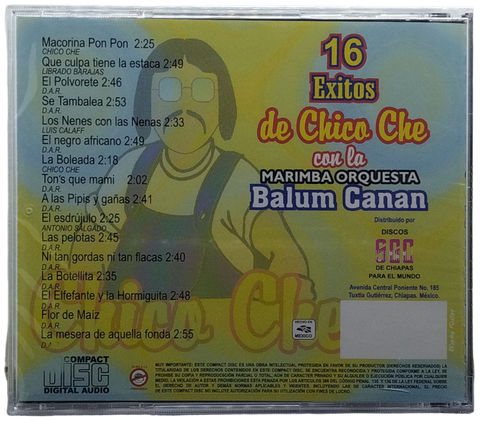 Macorina Pon Pon 2:25
CHICO CHE
Que culpa tiene la estaca 2:49
LIBRADO BARAJAS
El Polvorete 2:46
D.A.R.
Se Tambalea 2:53
D.A.R.
Los Nenes con las Nenas 2:33
LUIS CALAFF
El negro africano 2:49
D.A.R.
La Boleada 2:18
CHICO CHE
Ton's que mami 2:02
D.A.R.
A las Pipis y gañas 2:41
D.A.R.
El esdrújulo 2:25
ANTONIO SALGADO
Las pelotas 2:45
D.A.R.
Ni tan gordas ni tan flacas 2:40
D.A.R.
La Botellita 2:35
D.A.R.
El Elfefante y la Hormiguita 2:48
D.A.R.
Flor de Maíz
D.A.R.
La mesera de aquella fonda 2:55
16
Exitos
de Chico Che
con la
MARIMBA ORQUESTA
Balum Canan
Distribuido por
DISCOS
SGC
DE CHIAPAS
PARA EL MUNDO
Avenida Central Poniente No. 185
Tuxtla Gutiérrez, Chiapas. México.
Chico Che
HECHO EN
MEXICO
COMPACT
disc
DIGITAL AUDIO